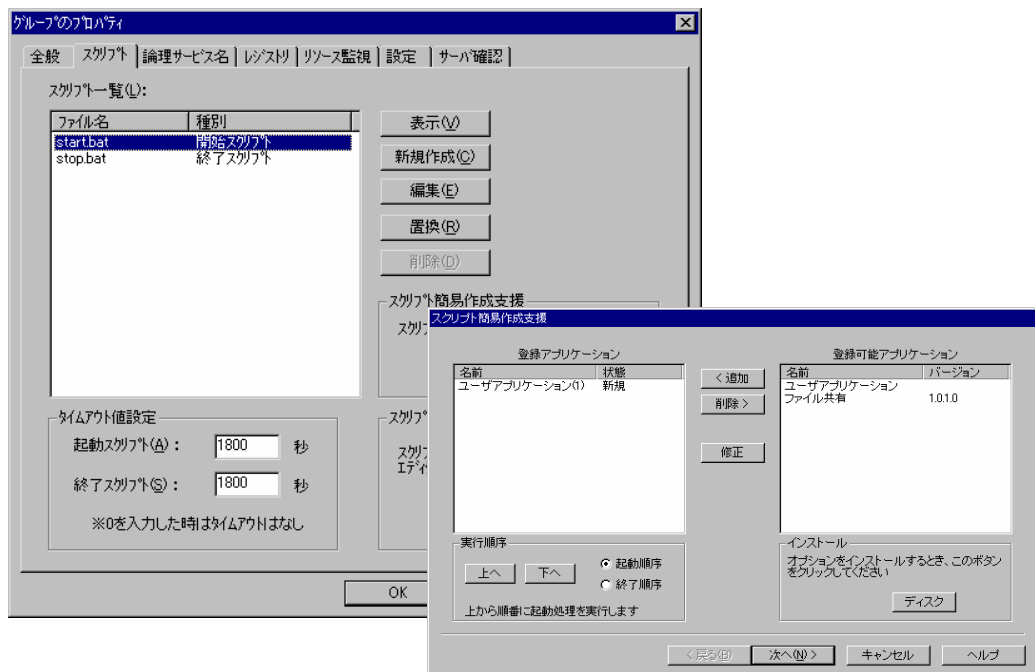 グループのプロパティ
全般 スクリプト 論理サービス名 レジストリ リソース監視 設定 サーバ確認
スクリプト一覧(L):
ファイル名 種別
start.bat 開始スクリプト
stop.bat 終了スクリプト
表示(V)
新規作成(C)
編集(E)
置換(R)
削除(D)
スクリプト簡易作成支援
タイムアウト値設定
起動スクリプト(A): 1800 秒
終了スクリプト(S): 1800 秒
※0を入力した時はタイムアウトはなし
OK
スクリプト簡易作成支援
登録アプリケーション
名前 状態
ユーザアプリケーション(1) 新規
< 追加
削除 >
修正
登録可能アプリケーション
名前 バージョン
ユーザアプリケーション
ファイル共有 1.0.1.0
実行順序
上へ 下へ
起動順序
終了順序
上から順番に起動処理を実行します
インストール
オプションをインストールするとき、このボタン
をクリックしてください
ディスク
< 戻る(B) 次へ(N) > キャンセル ヘルプ